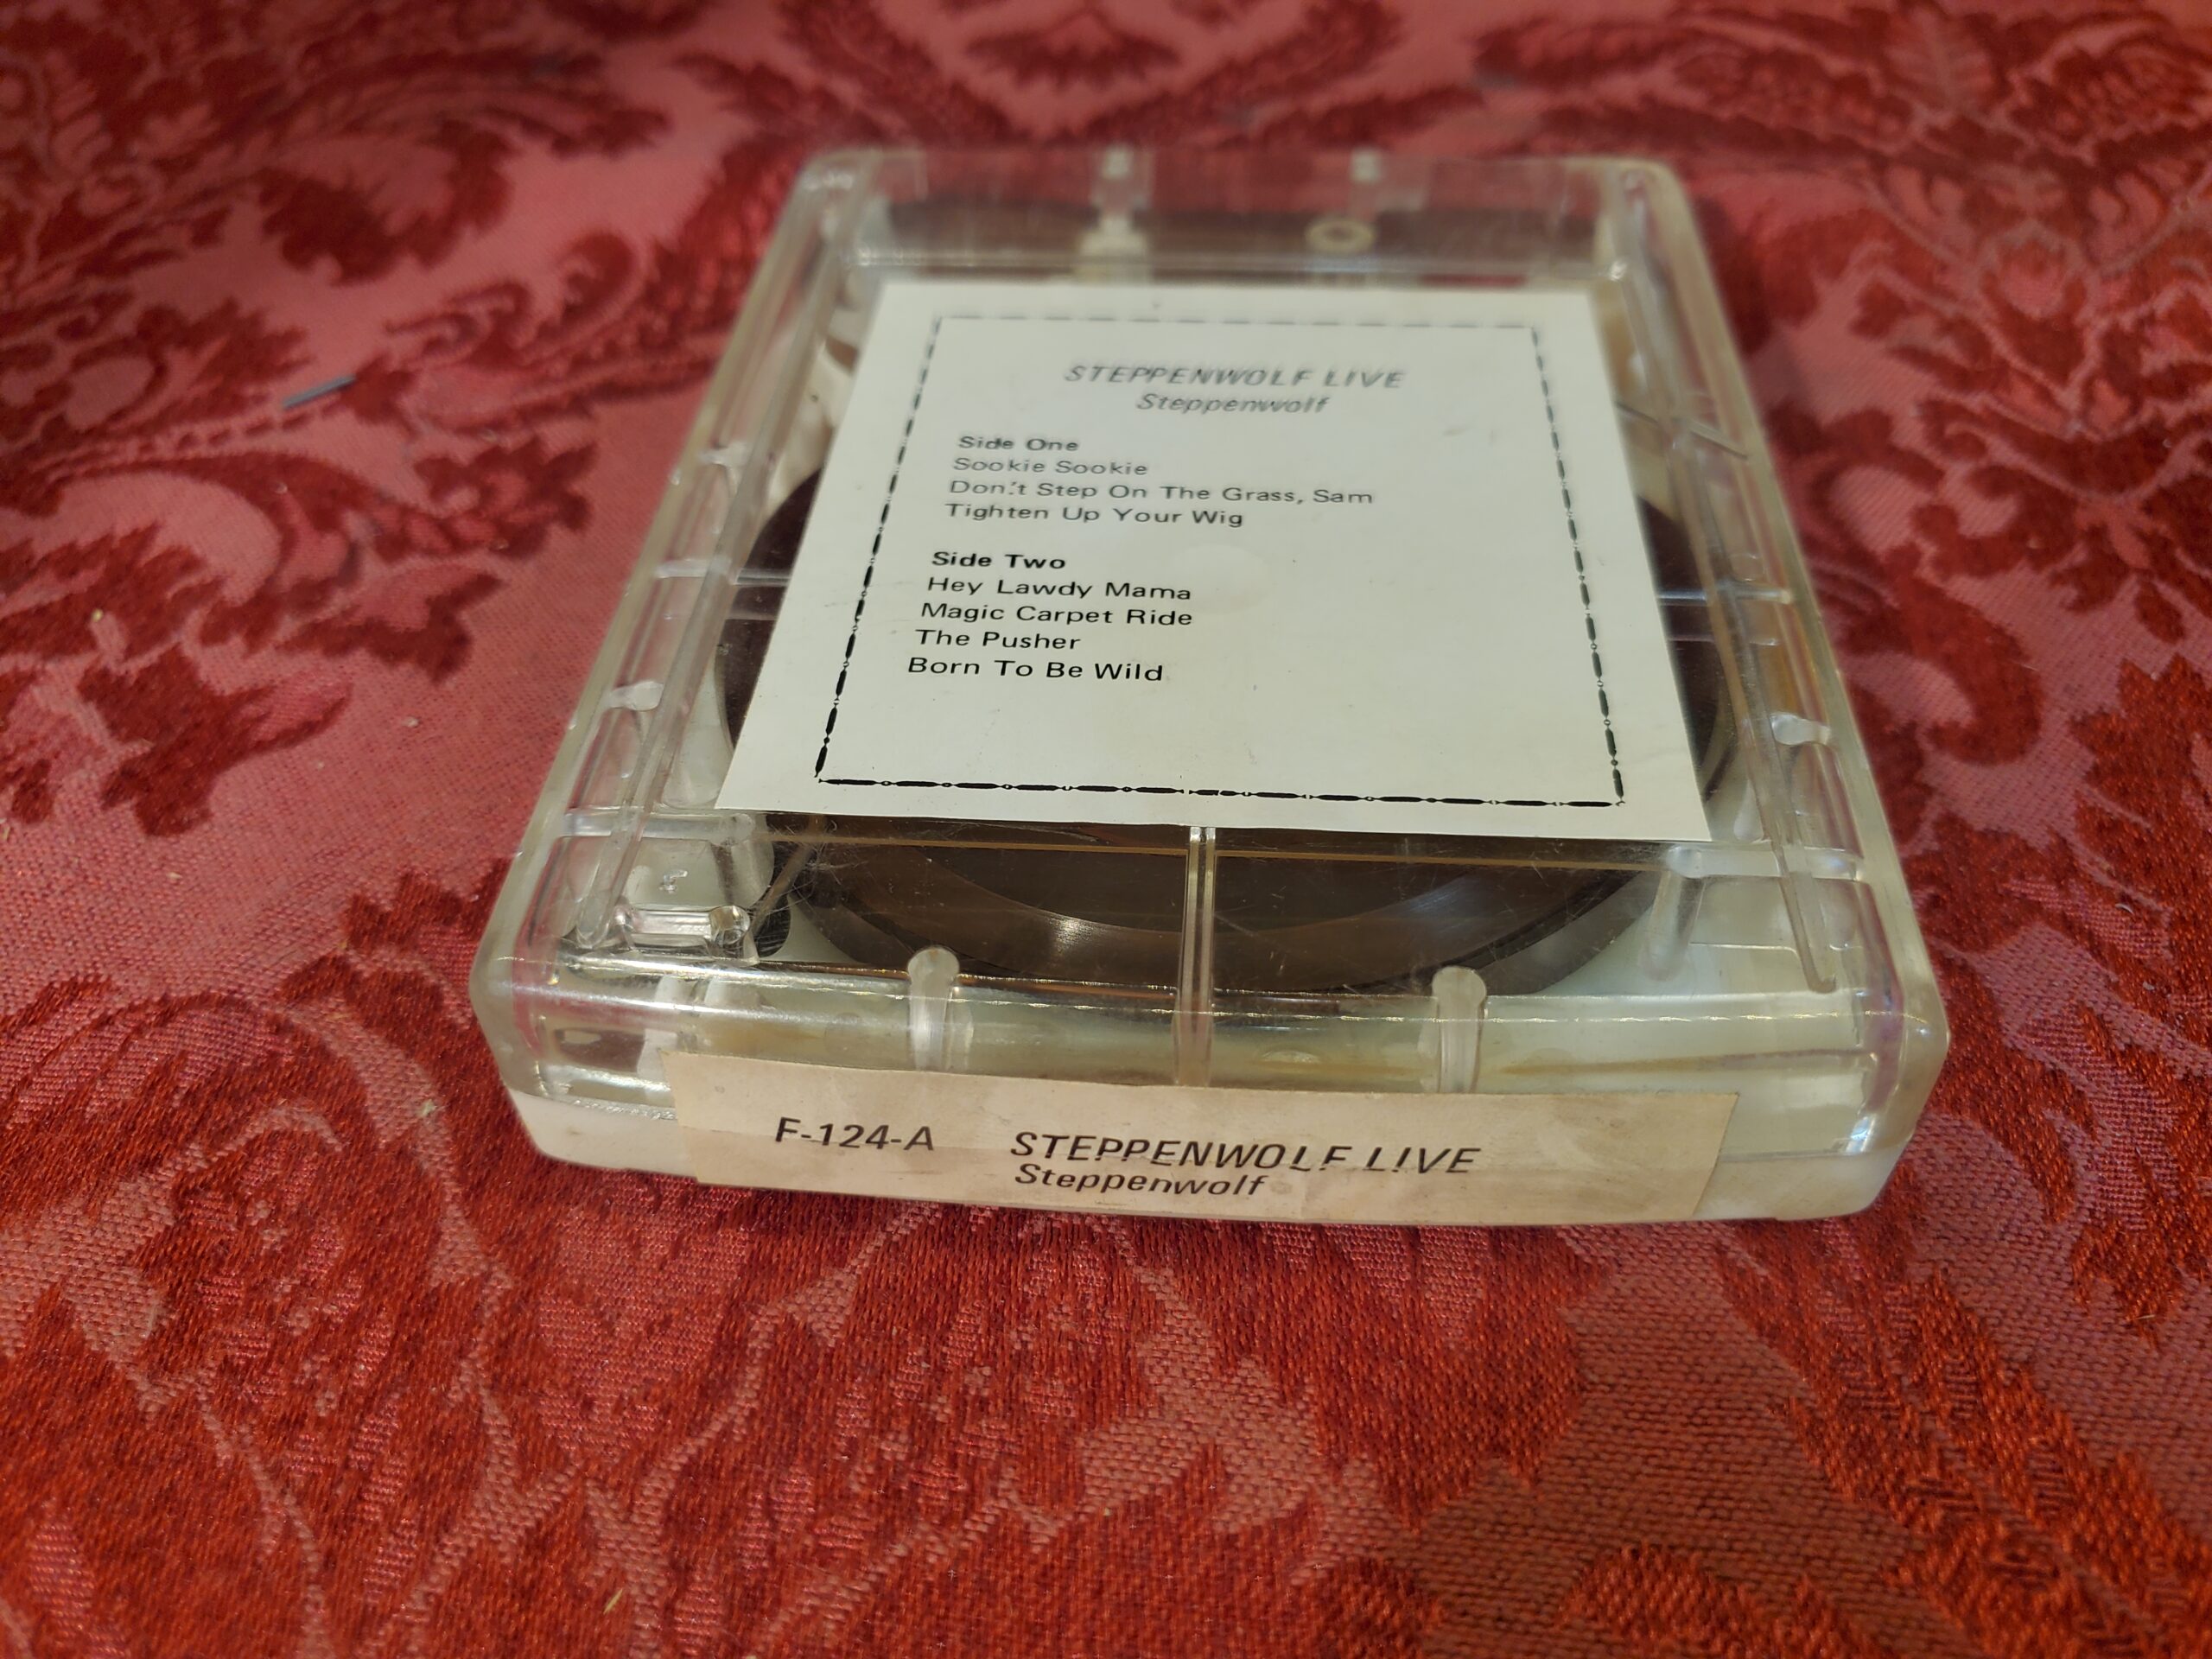 STEPPENWOLF LIVE
Steppenwolf
Side One
Sookie Sookie
Don't Step On The Grass, Sam
Tighten Up Your Wig
Side Two
Hey Lawdy Mama
Magic Carpet Ride
The Pusher
Born To Be Wild
F-124-A STEPPENWOLF LIVE
Steppenwolf